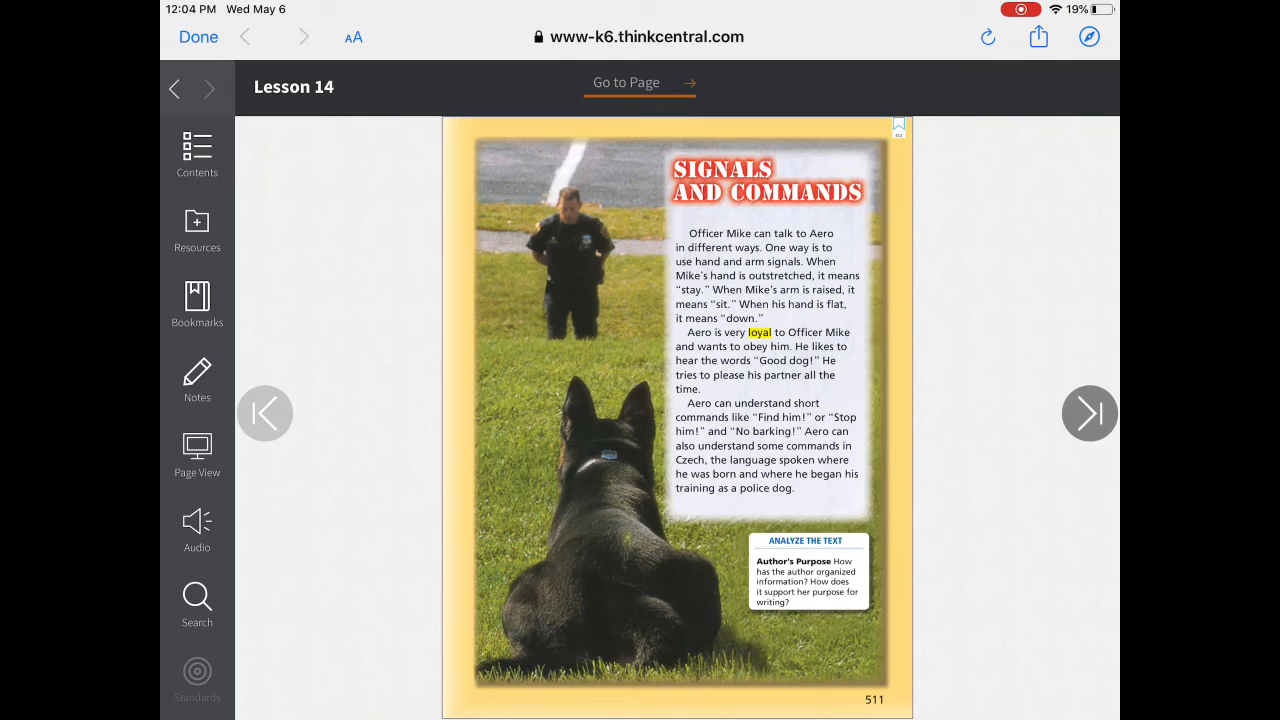 12:04 PM Wed May 6
19%
Done
AA
www-k6.thinkcentral.com
Lesson 14
Go to Page
Contents
Resources
Bookmarks
Notes
Page View
Audio
Search
Standards
SIGNALS
AND COMMANDS
Officer Mike can talk to Aero
in different ways. One way is to
use hand and arm signals. When
Mike's hand is outstretched, it means
“stay.” When Mike's arm is raised, it
means “sit.” When his hand is flat,
it means “down.”
Aero is very loyal to Officer Mike
and wants to obey him. He likes to
hear the words “Good dog!” He
tries to please his partner all the
time.
Aero can understand short
commands like “Find him!” or “Stop
him!” and “No barking!” Aero can
also understand some commands in
Czech, the language spoken where
he was born and where he began his
training as a police dog.
ANALYZE THE TEXT
Author's Purpose How
has the author organized
information? How does
it support her purpose for
writing?
511